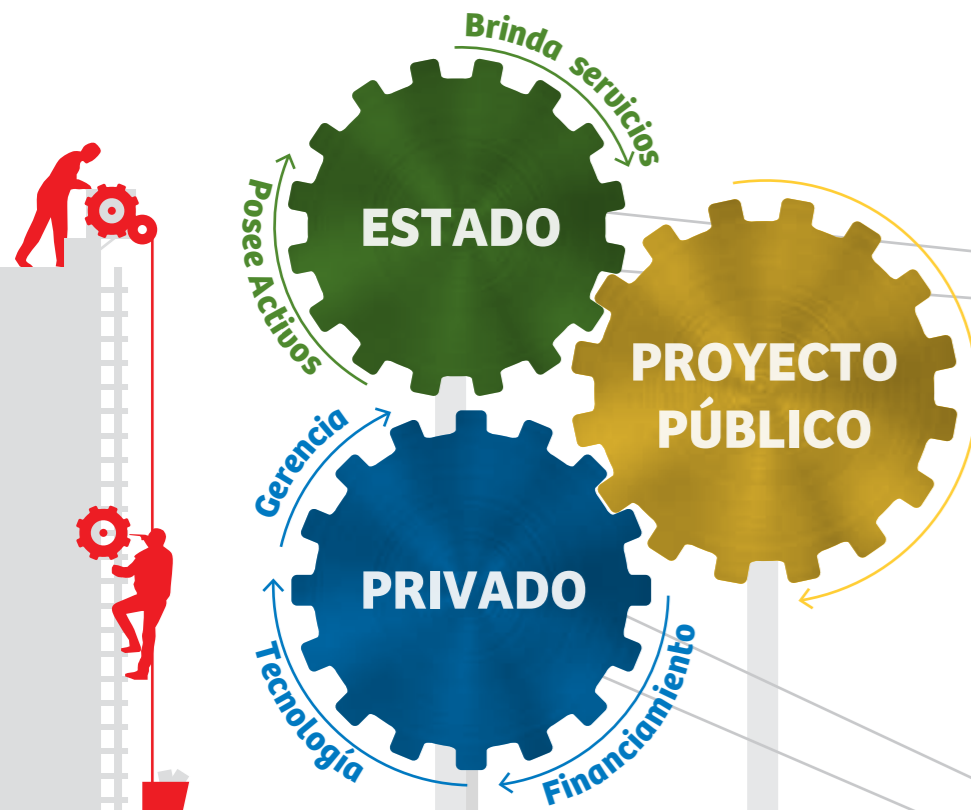 Brinda servicios
Posee Activos
ESTADO
PROYECTO
PÚBLICO
Gerencia
PRIVADO
Tecnología
Financiamiento